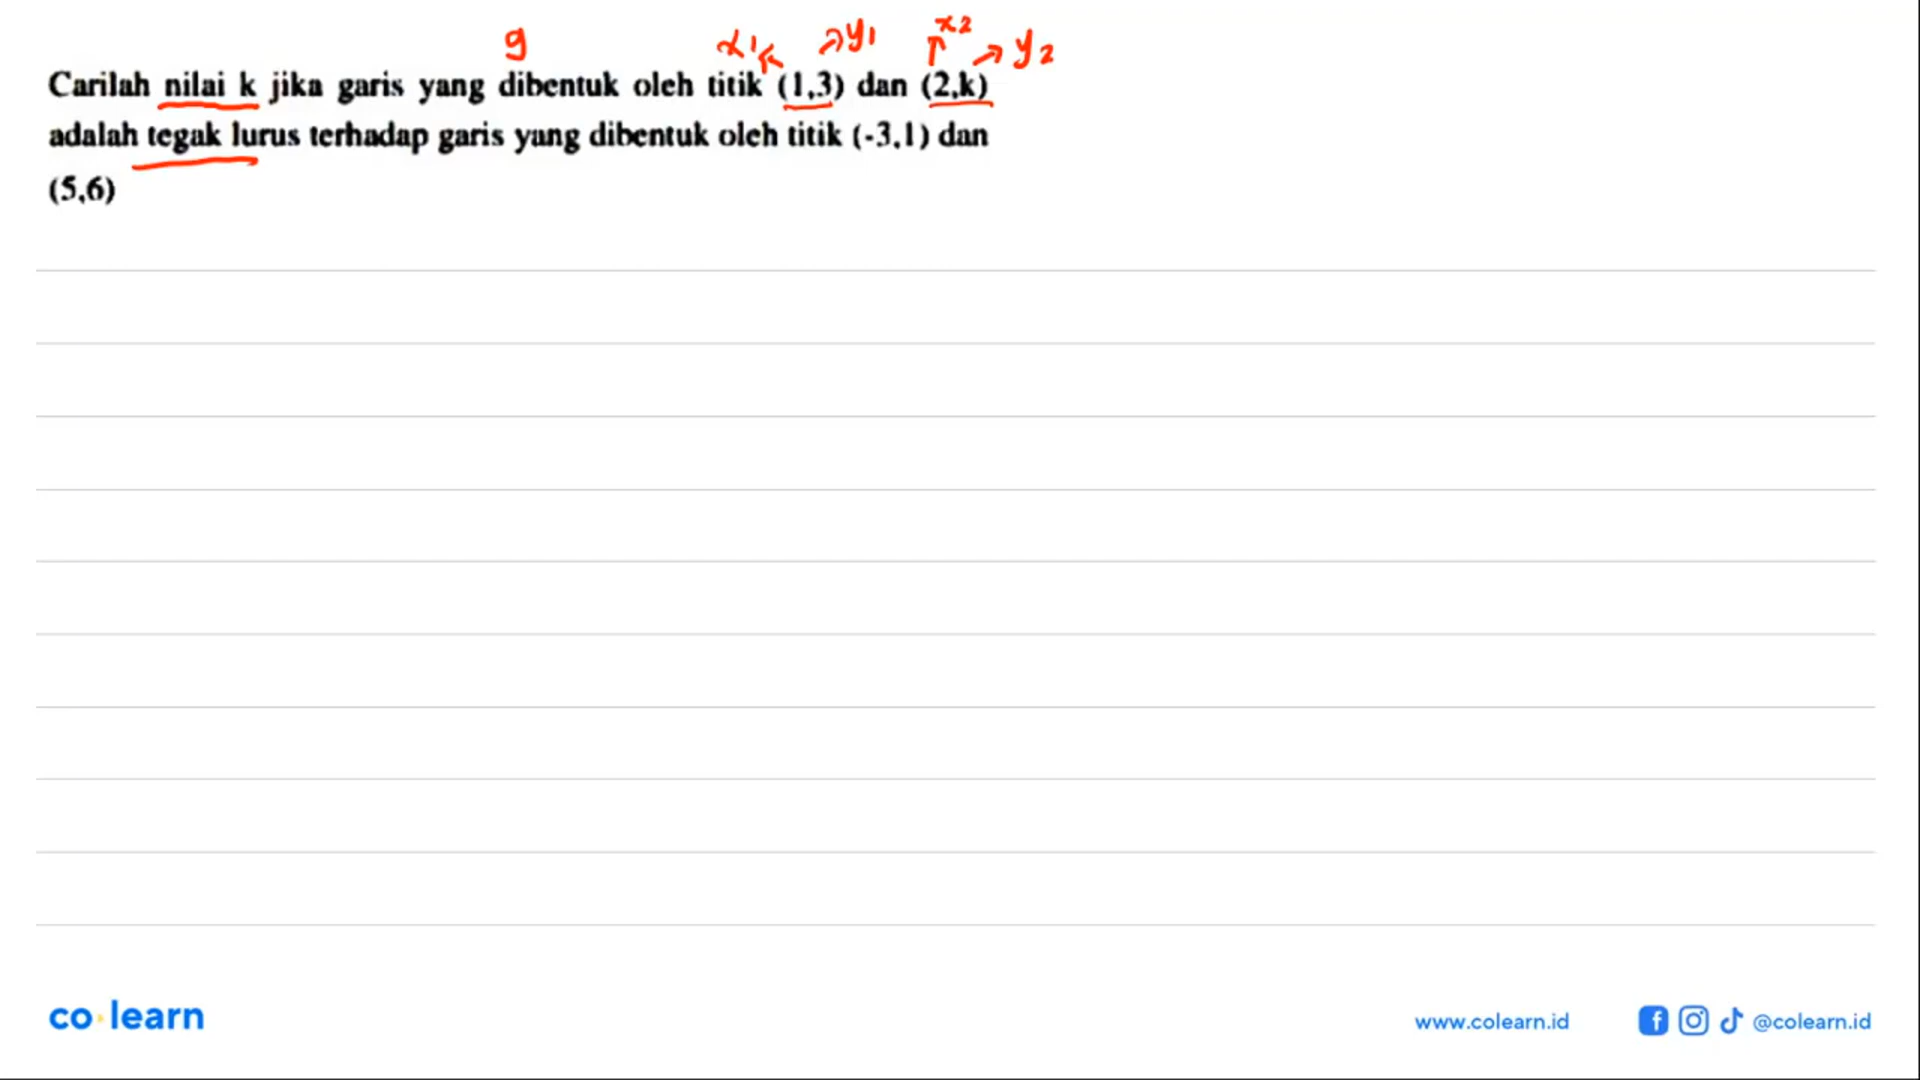 g x1 y1 x2 y2
Carilah nilai k jika garis yang dibentuk oleh titik (1,3) dan (2,k)
adalah tegak lurus terhadap garis yang dibentuk oleh titik (-3,1) dan
(5,6)
co learn
www.colearn.id @colearn.id